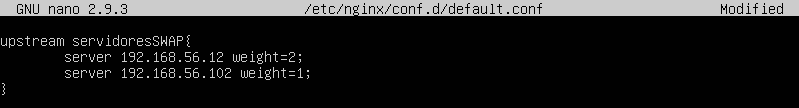 GNU nano 2.9.3 /etc/nginx/conf.d/default.conf Modified
upstream servidoresSWAP{
server 192.168.56.12 weight=2;
server 192.168.56.102 weight=1;
}